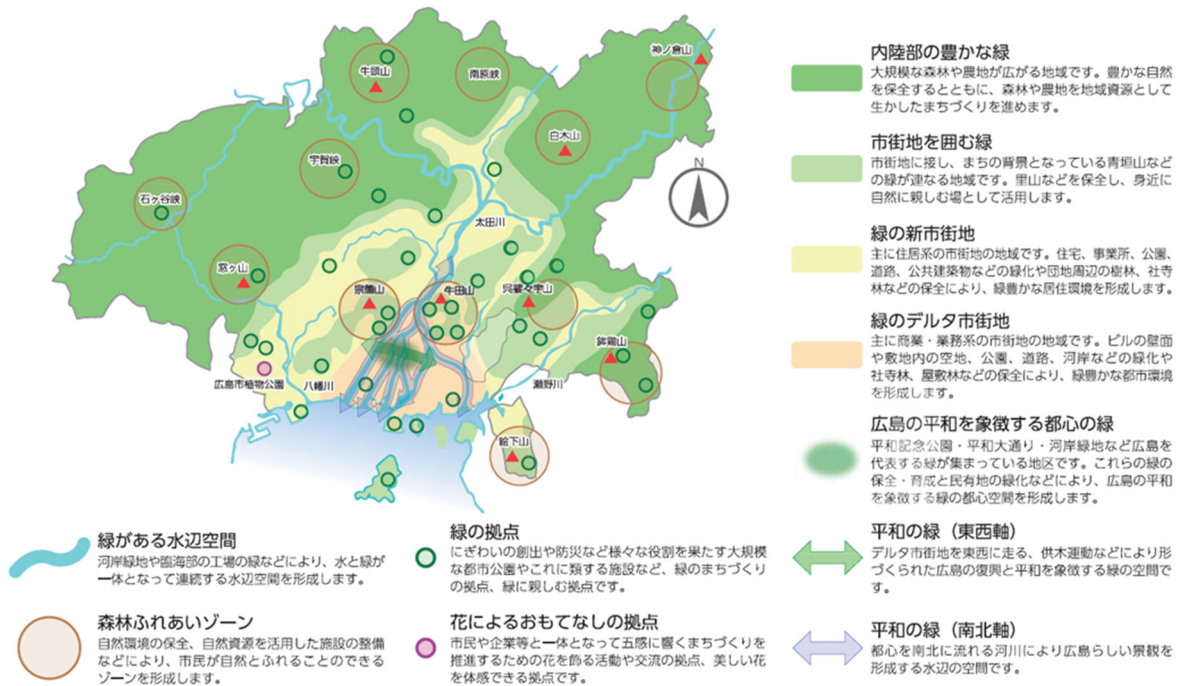 牛頭山
南原峡
神ノ倉山
宇賀峡
白木山
石ヶ谷峡
窓ヶ山
太田川
N
宗箇山
牛田山
呉娑々宇山
鉾取山
広島市植物公園
八幡川
瀬野川
絵下山
内陸部の豊かな緑
大規模な森林や農地が広がる地域です。豊かな自然
を保全するとともに、森林や農地を地域資源として
生かしたまちづくりを進めます。
市街地を囲む緑
市街地に接し、まちの背景となっている青垣山など
の緑が連なる地域です。里山などを保全し、身近に
自然に親しむ場として活用します。
緑の新市街地
主に住居系の市街地の地域です。住宅、事業所、公園、
道路、公共建築物などの緑化や団地周辺の樹林、社寺
林などの保全により、緑豊かな居住環境を形成します。
緑のデルタ市街地
主に商業・業務系の市街地の地域です。ビルの壁面
や敷地内の空地、公園、道路、河岸などの緑化や
社寺林、屋敷林などの保全により、緑豊かな都市環境
を形成します。
広島の平和を象徴する都心の緑
平和記念公園・平和大通り・河岸緑地など広島を
代表する緑が集まっている地区です。これらの緑の
保全・育成と民有地の緑化などにより、広島の平和
を象徴する緑の都心空間を形成します。
平和の緑（東西軸）
デルタ市街地を東西に走る、供木運動などにより形
づくられた広島の復興と平和を象徴する緑の空間で
す。
平和の緑（南北軸）
都心を南北に流れる河川により広島らしい景観を
形成する水辺の空間です。
緑がある水辺空間
河岸緑地や臨海部の工場の緑などにより、水と緑が
一体となって連続する水辺空間を形成します。
森林ふれあいゾーン
自然環境の保全、自然資源を活用した施設の整備
などにより、市民が自然とふれることのできる
ゾーンを形成します。
緑の拠点
にぎわいの創出や防災など様々な役割を果たす大規模
な都市公園やこれに類する施設など、緑のまちづくり
の拠点、緑に親しむ拠点です。
花によるおもてなしの拠点
市民や企業等と一体となって五感に響くまちづくりを
推進するための花を飾る活動や交流の拠点、美しい花
を体感できる拠点です。